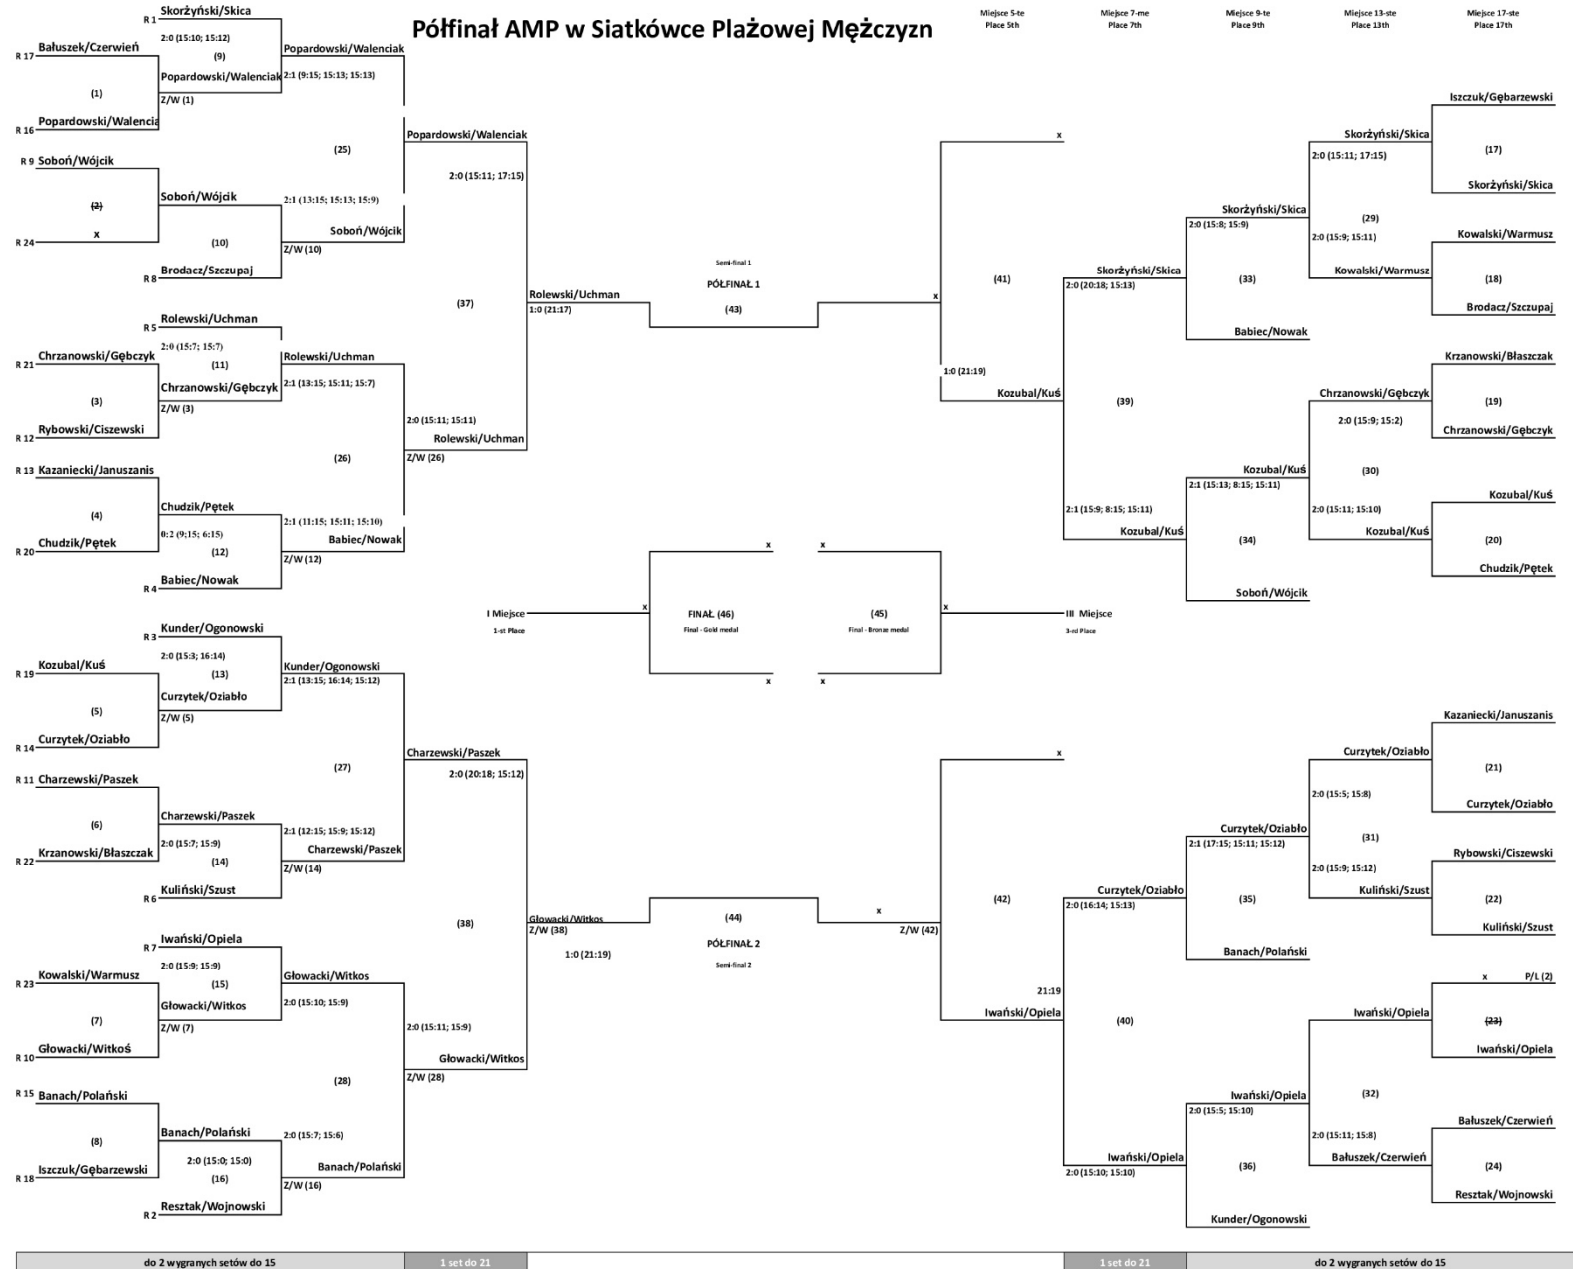 Półfinał AMP w Siatkówce Plażowej Mężczyzn
Miejsce 5-te
Place 5th
Miejsce 7-me
Place 7th
Miejsce 9-te
Place 9th
Miejsce 13-ste
Place 13th
Miejsce 17-ste
Place 17th
R 1 Skorżyński/Skica
2:0 (15:10; 15:12)
R 17 Bałuszek/Czerwień
(9)
Popardowski/Walenciak
2:1 (9:15; 15:13; 15:13)
Popardowski/Walenciak
(1)
Z/W (1)
R 16 Popardowski/Walencia
(25)
Popardowski/Walenciak
2:0 (15:11; 17:15)
R 9 Soboń/Wójcik
(2)
Soboń/Wójcik
2:1 (13:15; 15:13; 15:9)
x
R 24
(10)
Soboń/Wójcik
Z/W (10)
R 8 Brodacz/Szczupaj
(37)
Rolewski/Uchman
1:0 (21:17)
R 5 Rolewski/Uchman
2:0 (15:7; 15:7)
R 21 Chrzanowski/Gębczyk
(11)
Rolewski/Uchman
2:1 (13:15; 15:11; 15:7)
Chrzanowski/Gębczyk
(3)
Z/W (3)
R 12 Rybowski/Ciszewski
2:0 (15:11; 15:11)
Rolewski/Uchman
(26)
Z/W (26)
R 13 Kazaniecki/Januszanis
(4)
Chudzik/Pętek
2:1 (11:15; 15:11; 15:10)
0:2 (9;15; 6:15)
R 20 Chudzik/Pętek
(12)
Babiec/Nowak
Z/W (12)
R 4 Babiec/Nowak
Semi-final 1
PÓŁFINAŁ 1
(43)
x
x
(41)
1:0 (21:19)
Kozubal/Kuś
Skorżyński/Skica
2:0 (20:18; 15:13)
(39)
2:1 (15:9; 8:15; 15:11)
Kozubal/Kuś
Skorżyński/Skica
2:0 (15:8; 15:9)
(33)
Babiec/Nowak
Kozubal/Kuś
2:1 (15:13; 8:15; 15:11)
(34)
Soboń/Wójcik
Skorżyński/Skica
2:0 (15:11; 17:15)
(29)
2:0 (15:9; 15:11)
Kowalski/Warmusz
Chrzanowski/Gębczyk
2:0 (15:9; 15:2)
(30)
2:0 (15:11; 15:10)
Kozubal/Kuś
Iszczuk/Gębarzewski
(17)
Skorżyński/Skica
Kowalski/Warmusz
(18)
Brodacz/Szczupaj
Krzanowski/Błaszczak
(19)
Chrzanowski/Gębczyk
Kozubal/Kuś
(20)
Chudzik/Pętek
x
x
I Miejsce
1-st Place
x
FINAŁ (46)
Final - Gold medal
(45)
Final - Bronze medal
x
III Miejsce
3-rd Place
x
x
R 3 Kunder/Ogonowski
2:0 (15:3; 16:14)
R 19 Kozubal/Kuś
(13)
Kunder/Ogonowski
2:1 (13:15; 16:14; 15:12)
Curzytek/Oziabło
(5)
Z/W (5)
R 14 Curzytek/Oziabło
(27)
Charzewski/Paszek
2:0 (20:18; 15:12)
R 11 Charzewski/Paszek
(6)
Charzewski/Paszek
2:1 (12:15; 15:9; 15:12)
2:0 (15:7; 15:9)
R 22 Krzanowski/Błaszczak
(14)
Charzewski/Paszek
Z/W (14)
R 6 Kuliński/Szust
(38)
Głowacki/Witkos
Z/W (38)
1:0 (21:19)
R 7 Iwański/Opiela
2:0 (15:9; 15:9)
R 23 Kowalski/Warmusz
(15)
Głowacki/Witkos
2:0 (15:10; 15:9)
Głowacki/Witkos
(7)
Z/W (7)
R 10 Głowacki/Witkoś
2:0 (15:11; 15:9)
Głowacki/Witkos
(28)
Z/W (28)
R 15 Banach/Polański
(8)
Banach/Polański
2:0 (15:7; 15:6)
2:0 (15:0; 15:0)
R 18 Iszczuk/Gębarzewski
(16)
Banach/Polański
Z/W (16)
R 2 Resztak/Wojnowski
(44)
PÓŁFINAŁ 2
Semi-final 2
x
Z/W (42)
x
(42)
21:19
Iwański/Opiela
Curzytek/Oziabło
2:0 (16:14; 15:13)
(40)
Iwański/Opiela
2:0 (15:10; 15:10)
Curzytek/Oziabło
2:1 (17:15; 15:11; 15:12)
(35)
Banach/Polański
Iwański/Opiela
2:0 (15:5; 15:10)
(36)
Kunder/Ogonowski
Curzytek/Oziabło
2:0 (15:5; 15:8)
(31)
2:0 (15:9; 15:12)
Kuliński/Szust
Iwański/Opiela
(32)
2:0 (15:11; 15:8)
Bałuszek/Czerwień
Kazaniecki/Januszanis
(21)
Curzytek/Oziabło
Rybowski/Ciszewski
(22)
Kuliński/Szust
x P/L (2)
(23)
Iwański/Opiela
Bałuszek/Czerwień
(24)
Resztak/Wojnowski
do 2 wygranych setów do 15
1 set do 21
1 set do 21
do 2 wygranych setów do 15